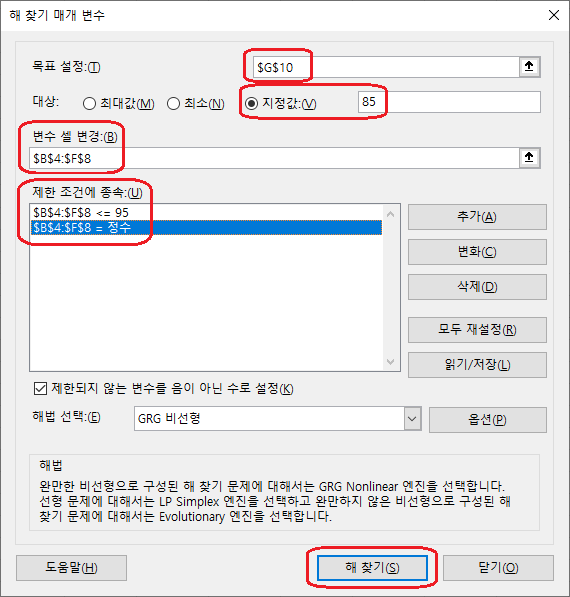 해 찾기 매개 변수
목표 설정:(T) $G$10
대상: 최대값(M) 최소(N) 지정값:(V) 85
변수 셀 변경:(B)
$B$4:$F$8
제한 조건에 종속:(U)
$B$4:$F$8 <= 95
$B$4:$F$8 = 정수
추가(A)
변화(C)
삭제(D)
모두 재설정(R)
읽기/저장(L)
제한되지 않는 변수를 음이 아닌 수로 설정(K)
해법 선택:(E) GRG 비선형 옵션(P)
해법
완만한 비선형으로 구성된 해 찾기 문제에 대해서는 GRG Nonlinear 엔진을 선택합니다.
선형 문제에 대해서는 LP Simplex 엔진을 선택하고 완만하지 않은 비선형으로 구성된 해
찾기 문제에 대해서는 Evolutionary 엔진을 선택합니다.
도움말(H) 해 찾기(S) 닫기(O)